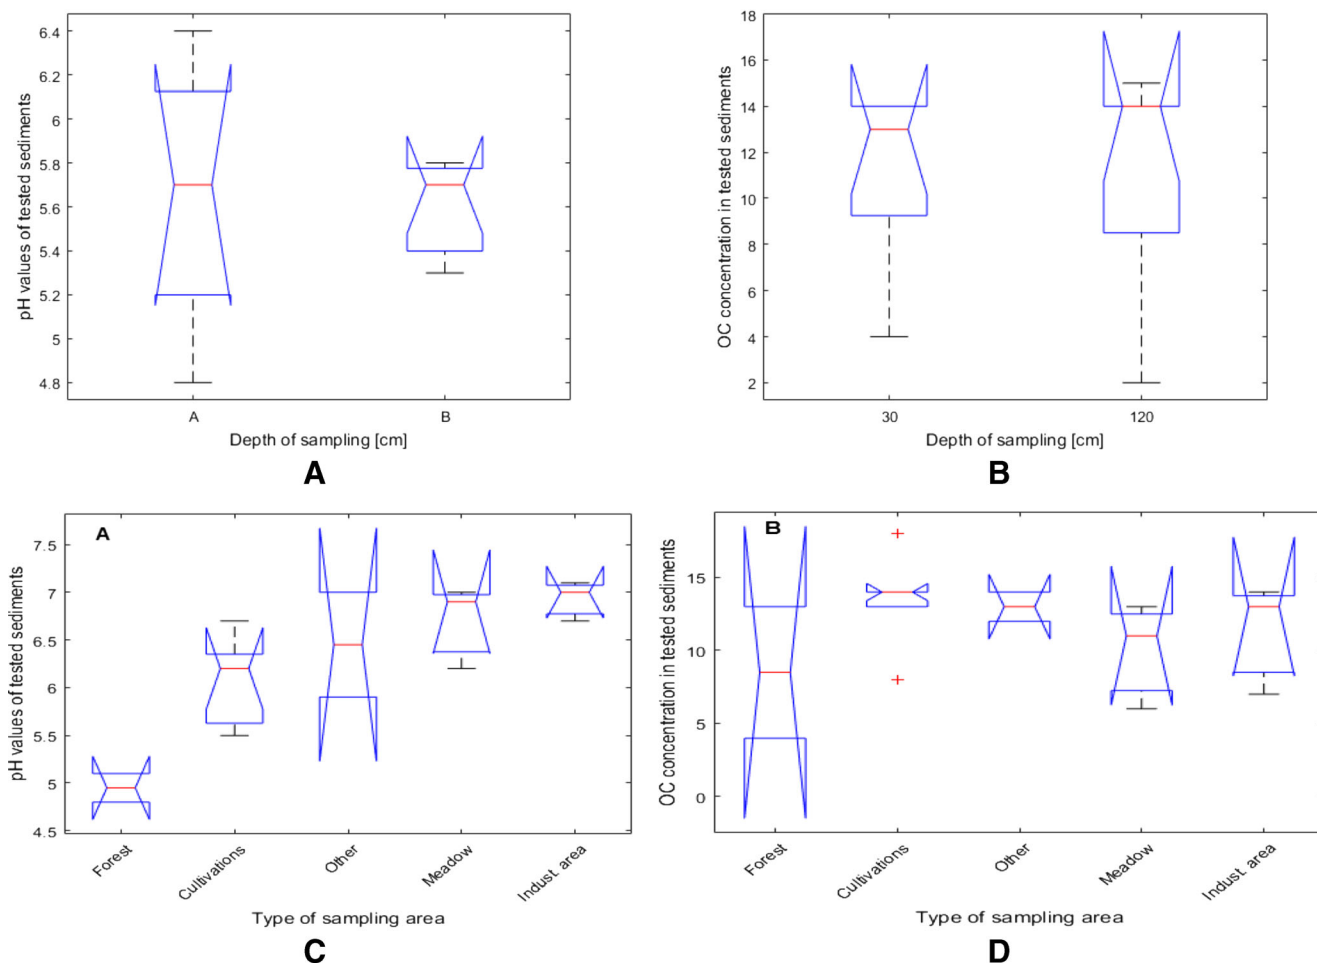 6.4
6.2
6
5.8
5.6
5.4
5.2
5
4.8
pH values of tested sediments
A
B
Depth of sampling [cm]
A
18
16
14
12
10
8
6
4
2
OC concentration in tested sediments
30
120
Depth of sampling [cm]
B
A
7.5
7
6.5
6
5.5
5
4.5
pH values of tested sediments
Forest
Cultivations
Other
Meadow
Indust. area
Type of sampling area
C
B
15
10
5
0
OC concentration in tested sediments
Forest
Cultivations
Other
Meadow
Indust. area
Type of sampling area
D